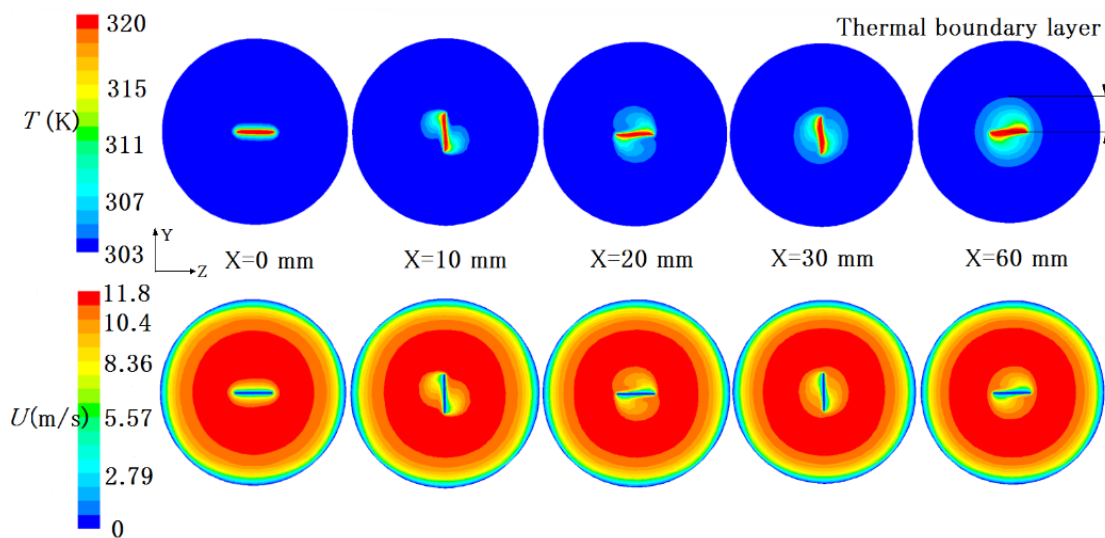 320
315
T (K)
311
307
303
Thermal boundary layer
Y
Z
X=0 mm
X=10 mm
X=20 mm
X=30 mm
X=60 mm
11.8
10.4
8.36
U(m/s)
5.57
2.79
0